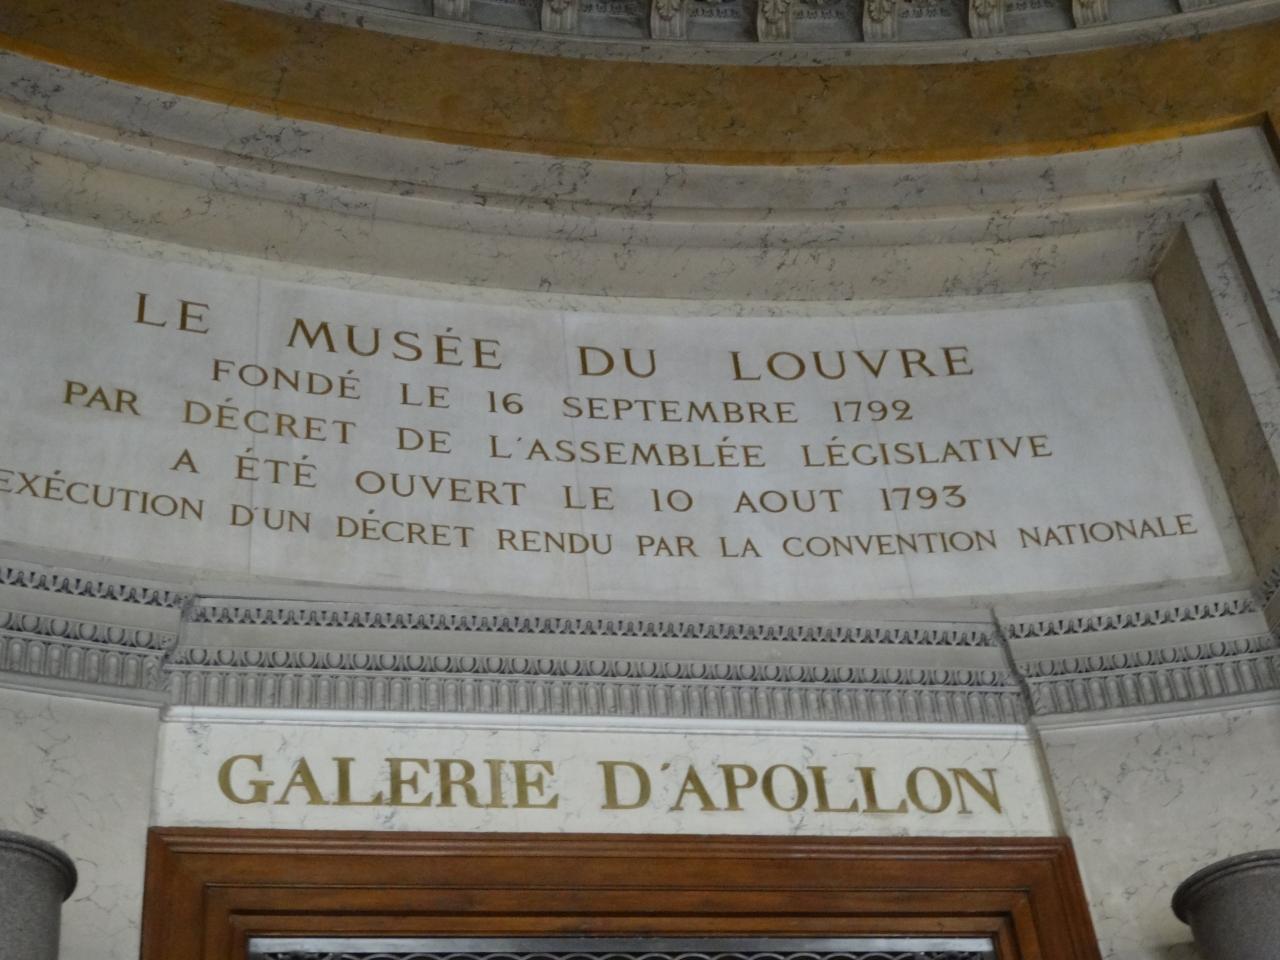 LE MUSÉE DU LOUVRE
FONDÉ LE 16 SEPTEMBRE 1792
PAR DÉCRET DE L'ASSEMBLÉE LÉGISLATIVE
A ÉTÉ OUVERT LE 10 AOUT 1793
EXÉCUTION D'UN DÉCRET RENDU PAR LA CONVENTION NATIONALE
GALERIE D'APOLLON